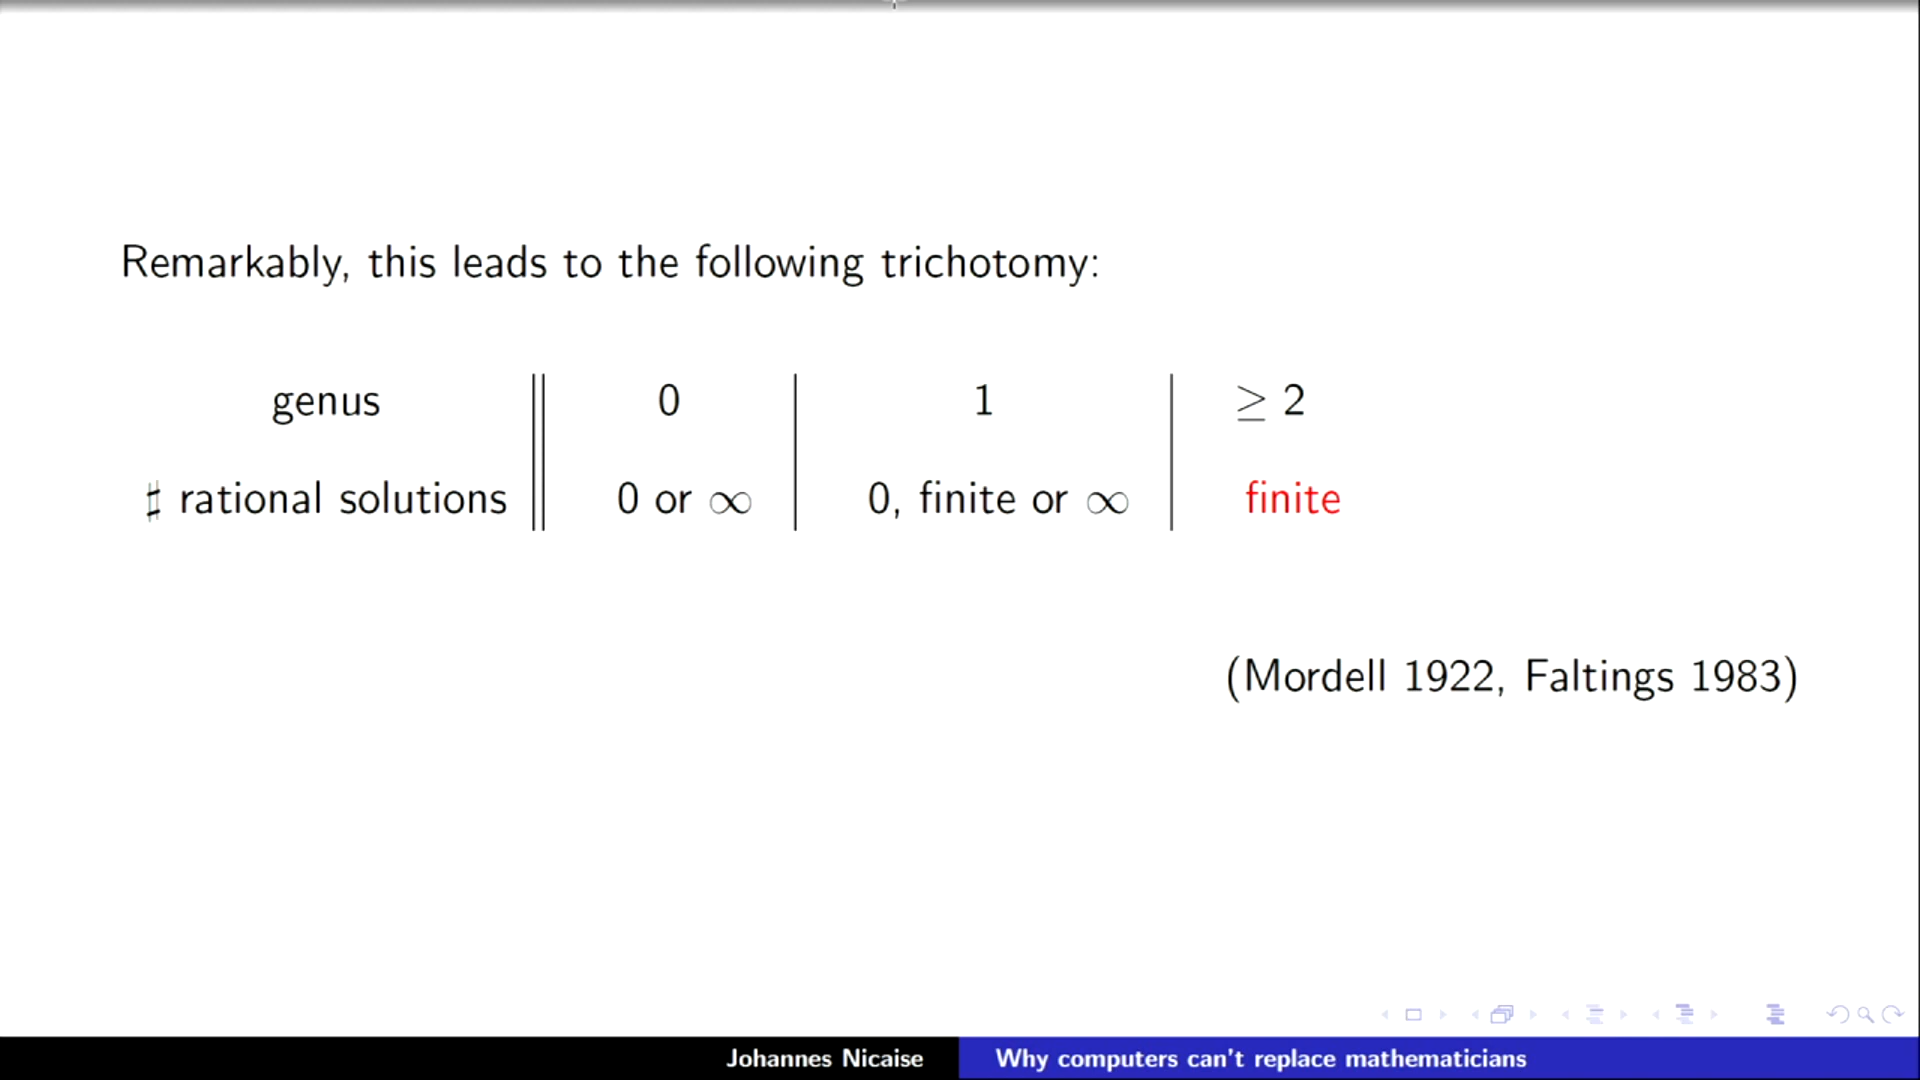 Remarkably, this leads to the following trichotomy:
genus 0 1 ≥ 2
♯ rational solutions 0 or ∞ 0, finite or ∞ finite
(Mordell 1922, Faltings 1983)
Johannes Nicaise Why computers can't replace mathematicians